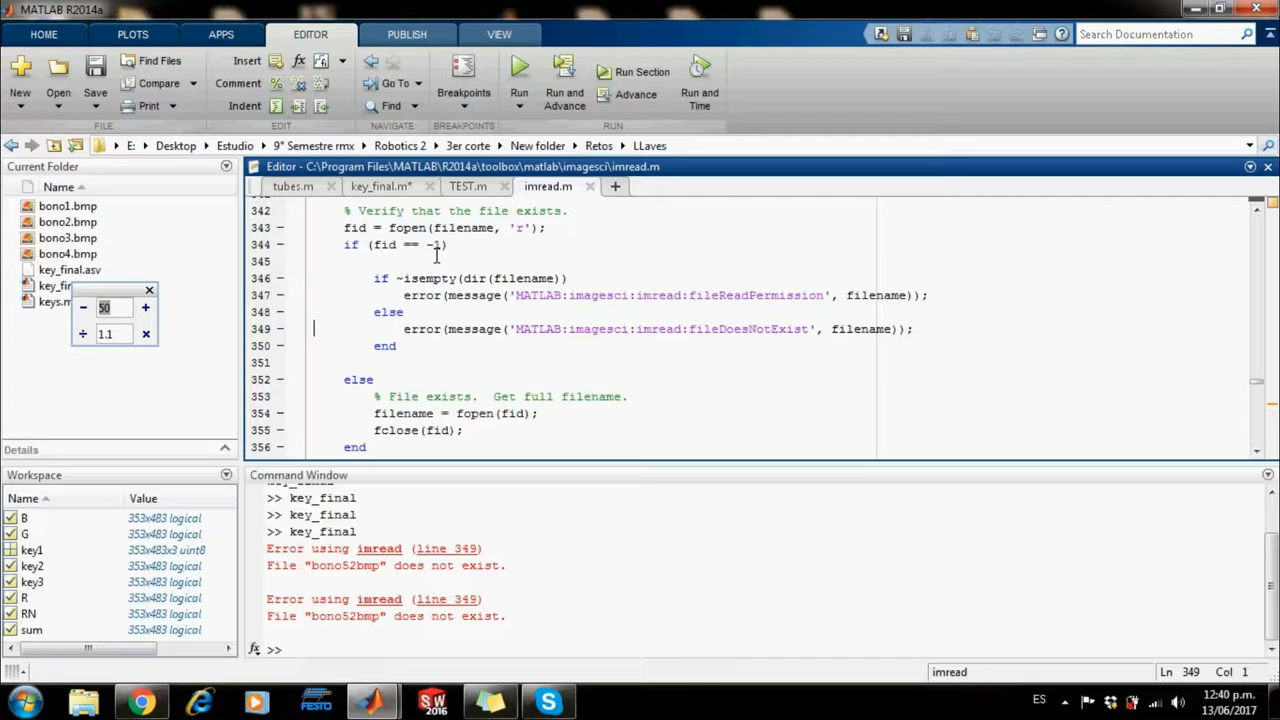 MATLAB R2014a
HOME PLOTS APPS EDITOR PUBLISH VIEW
Search Documentation
Find Files Insert
Compare Comment Go To Run Section
New Open Save Breakpoints Run Run and Advance Advance Run and Time
Print Indent Find
FILE EDIT NAVIGATE BREAKPOINTS RUN
E: Desktop Estudio 9° Semestre rmx Robotics 2 3er corte New folder Retos LLaves
Current Folder
Name
bono1.bmp
bono2.bmp
bono3.bmp
bono4.bmp
key_final.asv
key_fin
keys.m
50
1.1
Details
Workspace
Name Value
B 353x483 logical
G 353x483 logical
key1 353x483x3 uint8
key2 353x483 logical
key3 353x483 logical
R 353x483 logical
RN 353x483 logical
sum 353x483 logical
Editor - C:\Program Files\MATLAB\R2014a\toolbox\matlab\imagesci\imread.m
tubes.m key_final.m* TEST.m imread.m
342 % Verify that the file exists.
343 - fid = fopen(filename, 'r');
344 - if (fid == -1)
345
346 - if ~isempty(dir(filename))
347 - error(message('MATLAB:imagesci:imread:fileReadPermission', filename));
348 - else
349 - error(message('MATLAB:imagesci:imread:fileDoesNotExist', filename));
350 - end
351
352 - else
353 % File exists.  Get full filename.
354 - filename = fopen(fid);
355 - fclose(fid);
356 - end
Command Window
>> key_final
>> key_final
>> key_final
Error using imread (line 349)
File "bono52bmp" does not exist.
Error using imread (line 349)
File "bono52bmp" does not exist.
fx >>
imread Ln 349 Col 1
FESTO SW 2016
ES 12:40 p.m.
13/06/2017